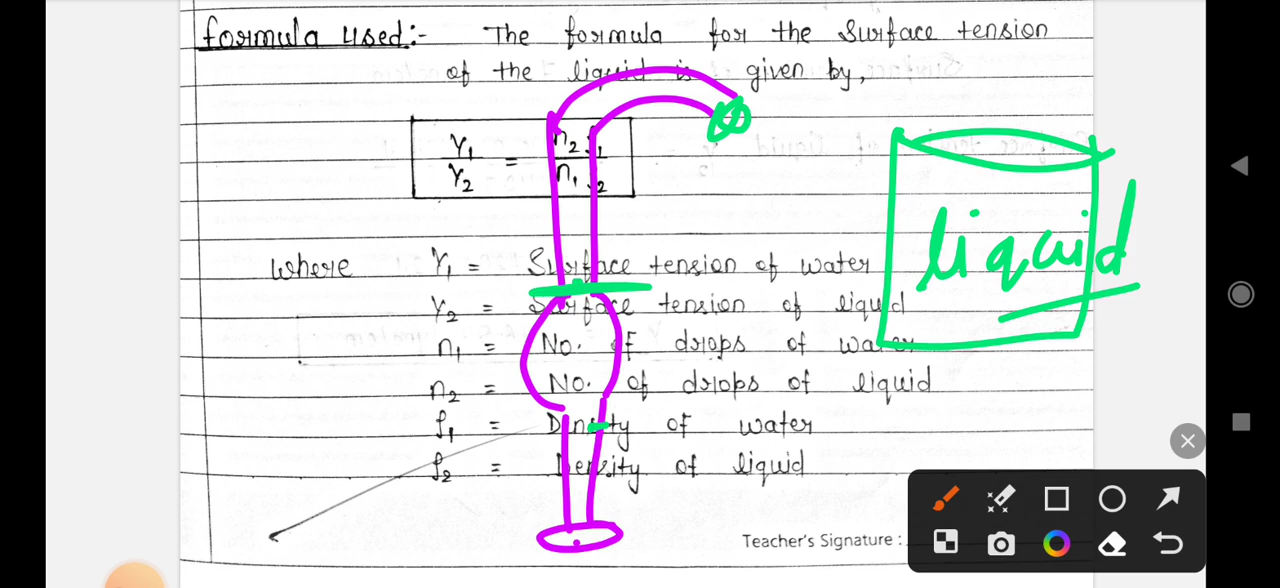 formula used:- The formula for the surface tension
of the liquid is given by,
γ1 / γ2 = n2 ρ1 / n1 ρ2
where γ1 = Surface tension of water
γ2 = Surface tension of liquid
n1 = No. of drops of water
n2 = No. of drops of liquid
ρ1 = Density of water
ρ2 = Density of liquid
liquid
Teacher's Signature :